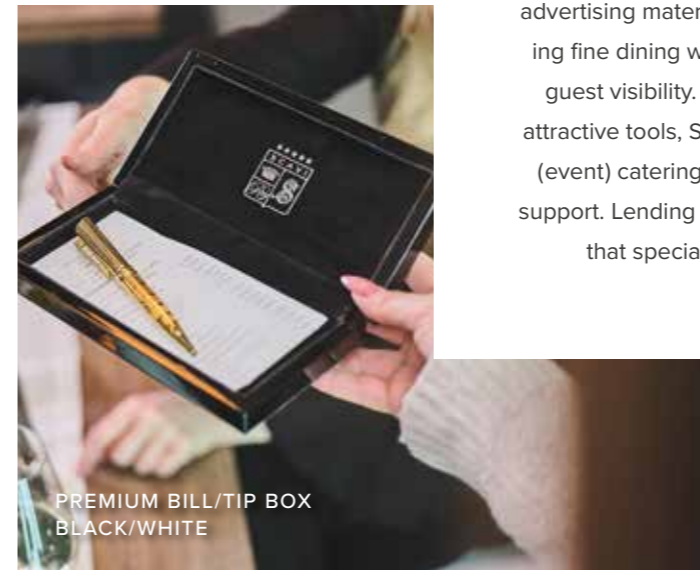 advertising mater
ing fine dining w
guest visibility.
attractive tools, S
(event) catering
support. Lending
that specia
SCAVI
PREMIUM BILL/TIP BOX
BLACK/WHITE